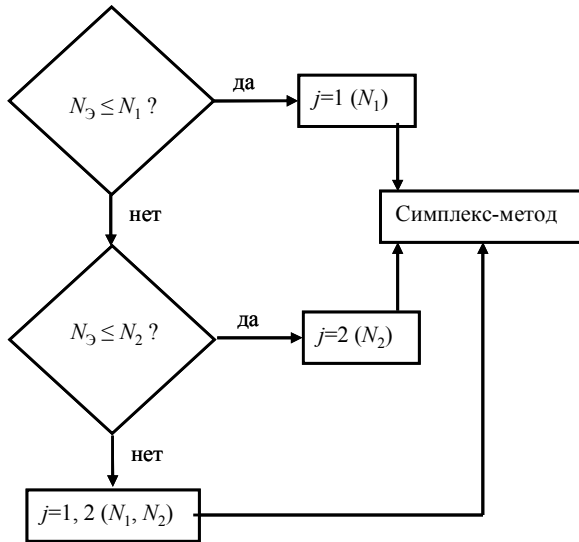 N_Э ≤ N_1 ?
да
j=1 (N_1)
нет
Симплекс-метод
N_Э ≤ N_2 ?
да
j=2 (N_2)
нет
j=1, 2 (N_1, N_2)